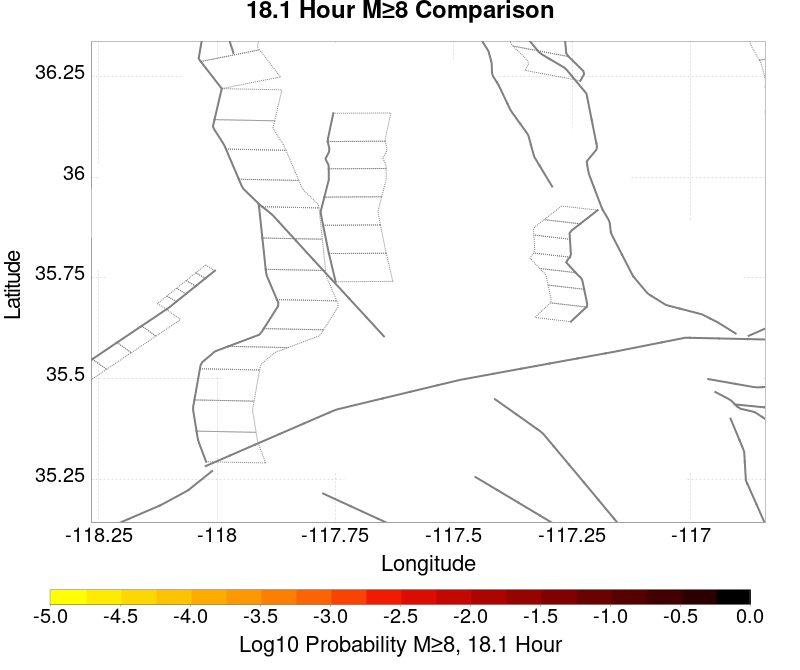 18.1 Hour M≥8 Comparison
36.25
36
35.75
35.5
35.25
Latitude
-118.25 -118 -117.75 -117.5 -117.25 -117
Longitude
-5.0 -4.5 -4.0 -3.5 -3.0 -2.5 -2.0 -1.5 -1.0 -0.5 0.0
Log10 Probability M≥8, 18.1 Hour